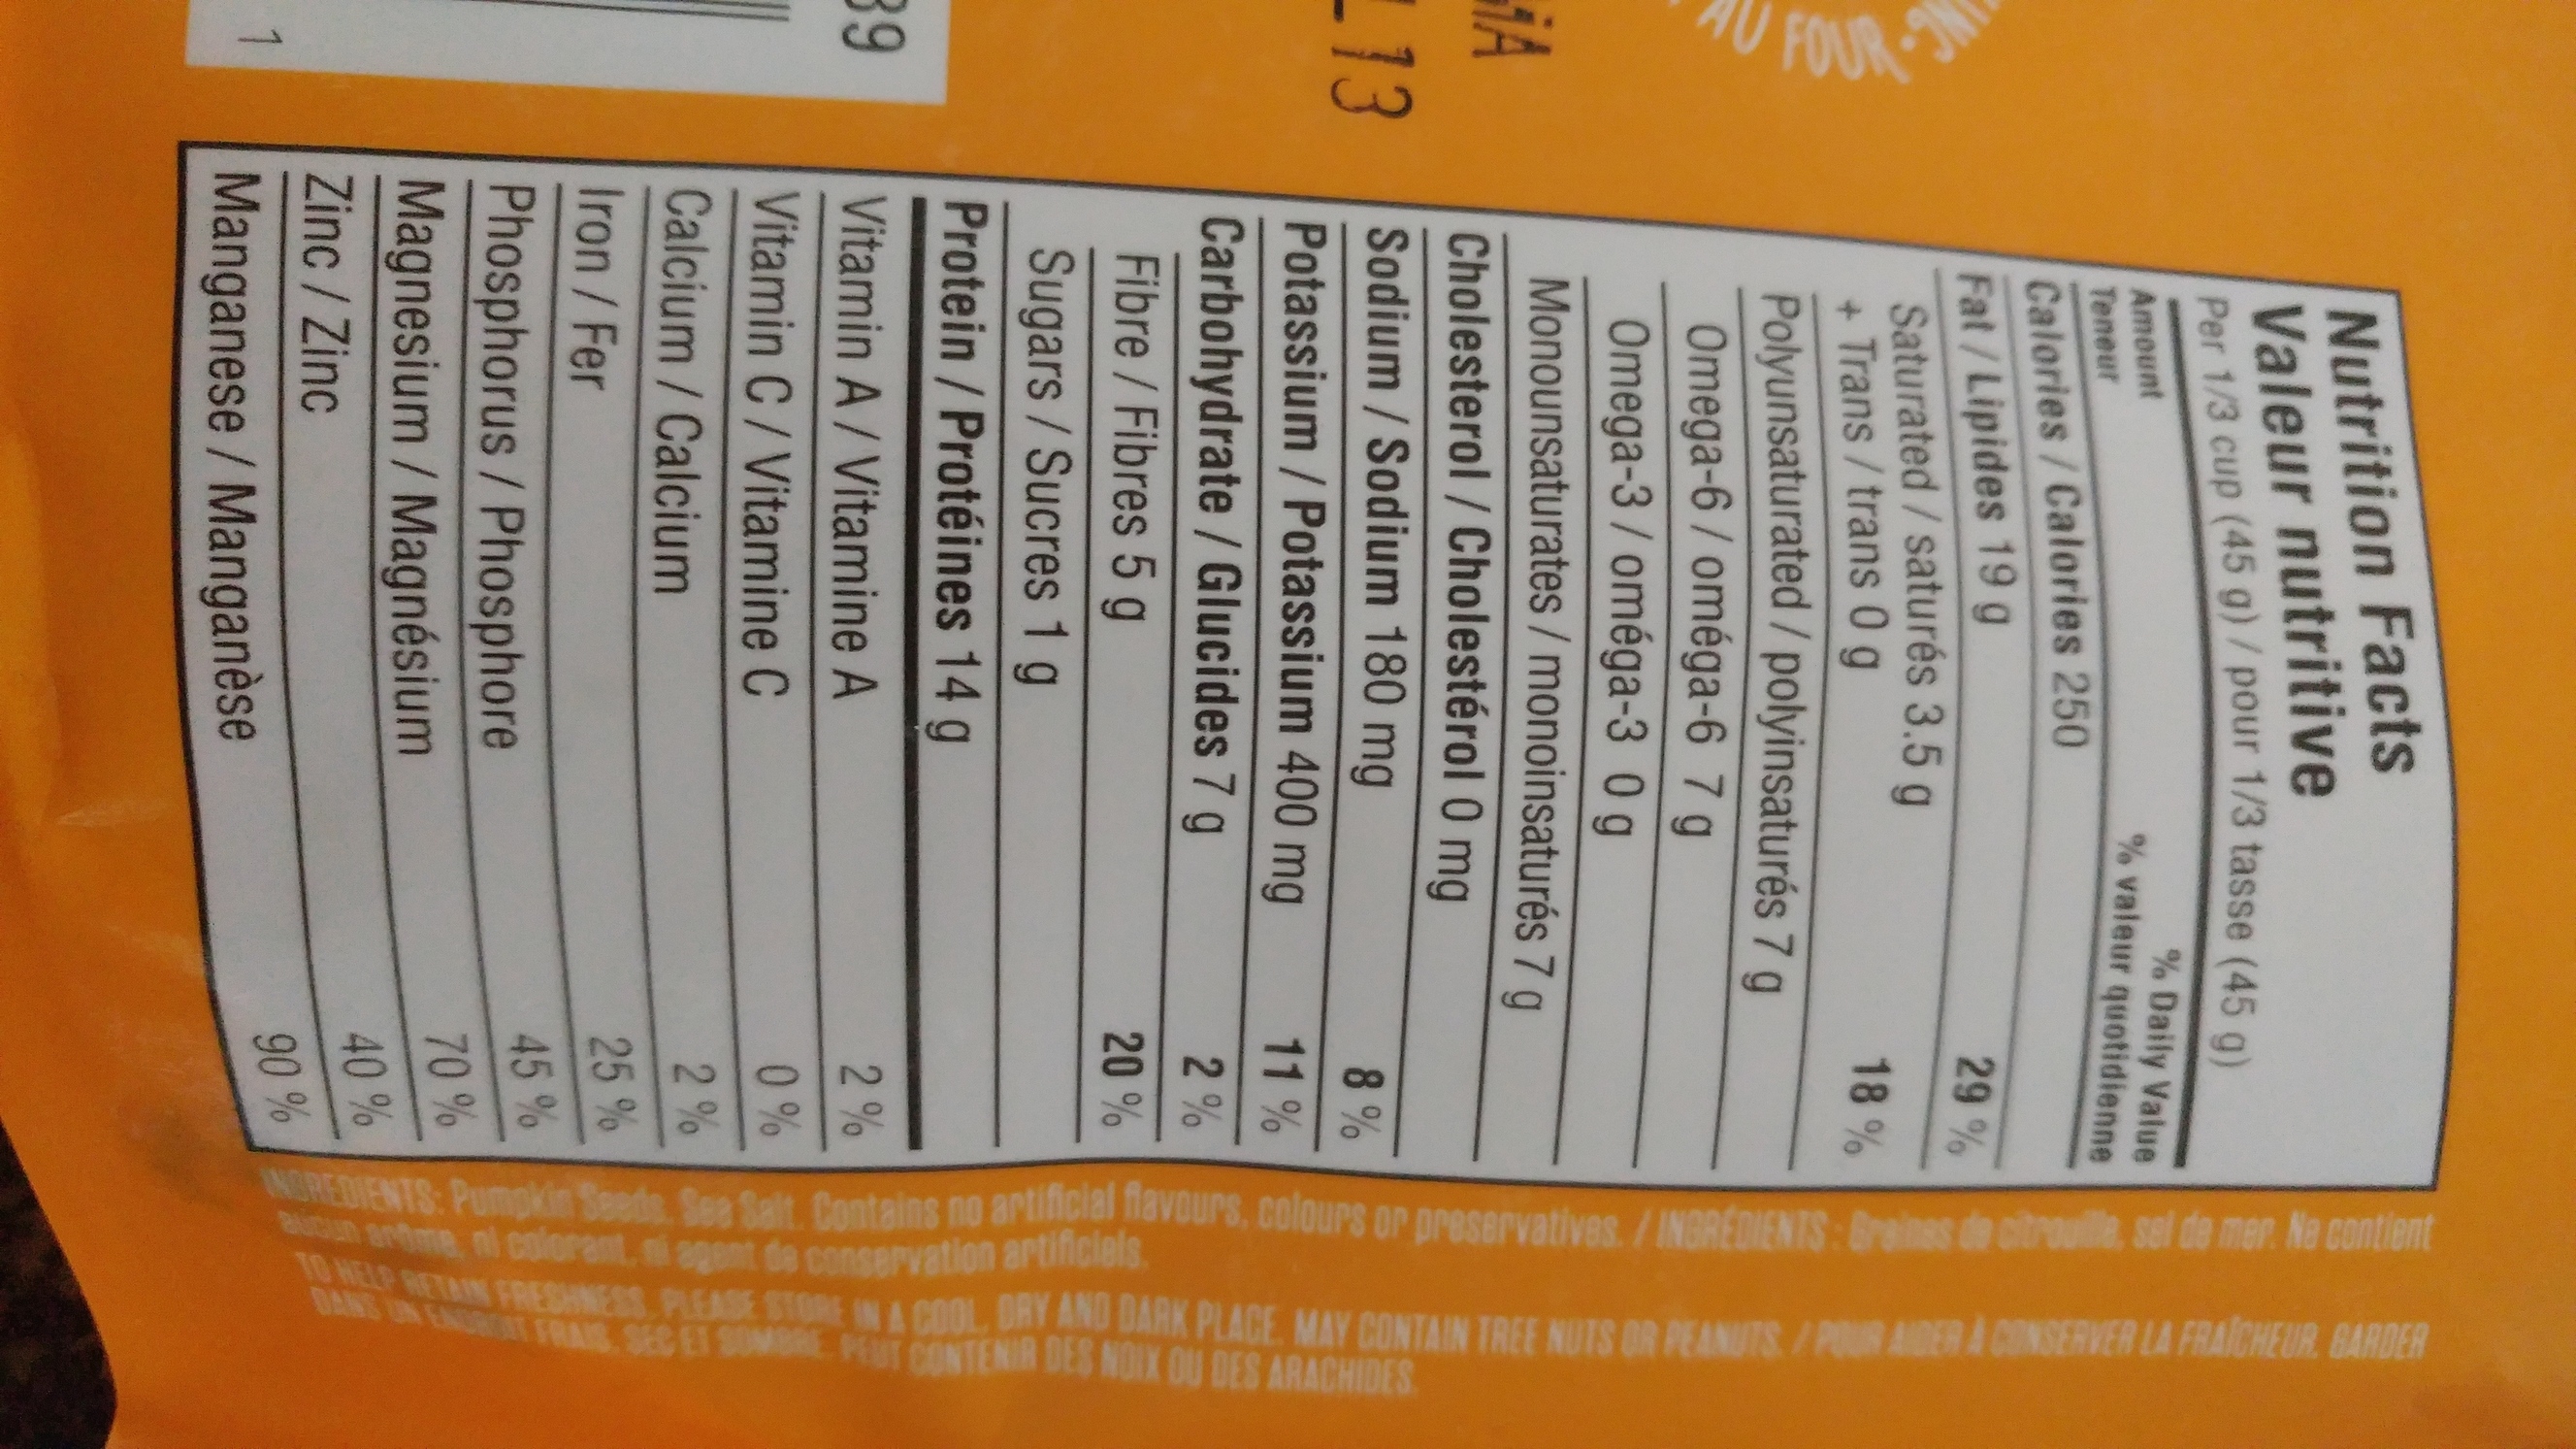 AU FOUR •
L 13
39
1
Nutrition Facts
Valeur nutritive
Per 1/3 cup (45 g) / pour 1/3 tasse (45 g)
Amount % Daily Value
Teneur % valeur quotidienne
Calories / Calories 250
Fat / Lipides 19 g 29 %
Saturated / saturés 3.5 g
+ Trans / trans 0 g 18 %
Polyunsaturated / polyinsaturés 7 g
Omega-6 / oméga-6 7 g
Omega-3 / oméga-3 0 g
Monounsaturates / monoinsaturés 7 g
Cholesterol / Cholestérol 0 mg
Sodium / Sodium 180 mg 8 %
Potassium / Potassium 400 mg 11 %
Carbohydrate / Glucides 7 g 2 %
Fibre / Fibres 5 g 20 %
Sugars / Sucres 1 g
Protein / Protéines 14 g
Vitamin A / Vitamine A 2 %
Vitamin C / Vitamine C 0 %
Calcium / Calcium 2 %
Iron / Fer 25 %
Phosphorus / Phosphore 45 %
Magnesium / Magnésium 70 %
Zinc / Zinc 40 %
Manganese / Manganèse 90 %
INGREDIENTS: Pumpkin Seeds, Sea Salt. Contains no artificial flavours, colours or preservatives. / INGRÉDIENTS : Graines de citrouille, sel de mer. Ne contient
aucun arôme, ni colorant, ni agent de conservation artificiels.
TO HELP RETAIN FRESHNESS, PLEASE STORE IN A COOL, DRY AND DARK PLACE. MAY CONTAIN TREE NUTS OR PEANUTS. / POUR AIDER À CONSERVER LA FRAÎCHEUR, GARDER
DANS UN ENDROIT FRAIS, SEC ET SOMBRE. PEUT CONTENIR DES NOIX OU DES ARACHIDES.